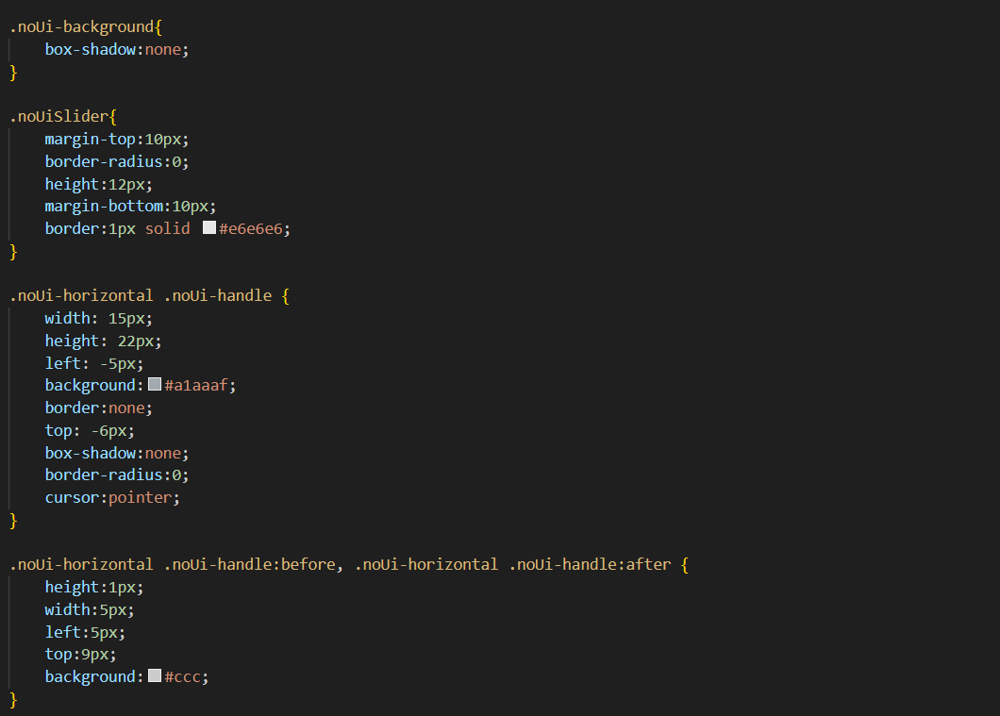 .noUi-background{
    box-shadow:none;
}
.noUiSlider{
    margin-top:10px;
    border-radius:0;
    height:12px;
    margin-bottom:10px;
    border:1px solid #e6e6e6;
}
.noUi-horizontal .noUi-handle {
    width: 15px;
    height: 22px;
    left: -5px;
    background:#a1aaaf;
    border:none;
    top: -6px;
    box-shadow:none;
    border-radius:0;
    cursor:pointer;
}
.noUi-horizontal .noUi-handle:before, .noUi-horizontal .noUi-handle:after {
    height:1px;
    width:5px;
    left:5px;
    top:9px;
    background:#ccc;
}